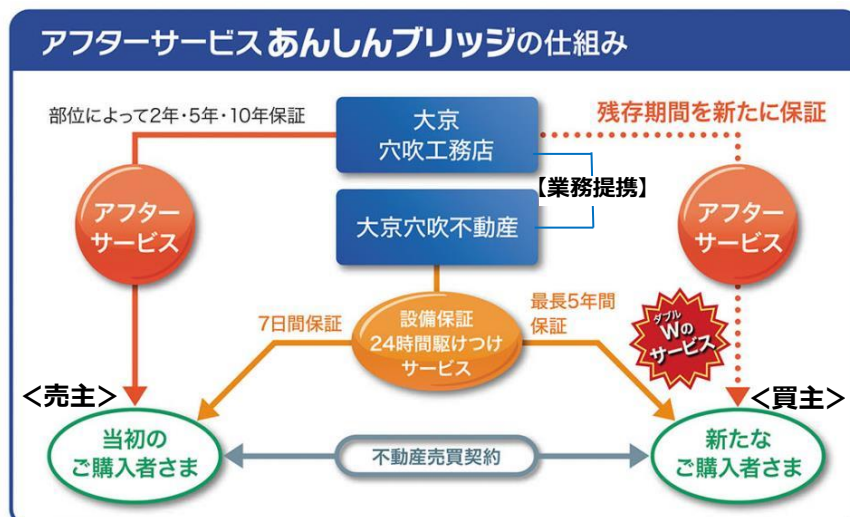 アフターサービスあんしんブリッジの仕組み
部位によって2年・5年・10年保証
大京
穴吹工務店
残存期間を新たに保証
【業務提携】
アフター
サービス
大京穴吹不動産
アフター
サービス
7日間保証
設備保証
24時間駆けつけ
サービス
最長5年間
保証
ダブル
Wの
サービス
<売主>
<買主>
当初の
ご購入者さま
不動産売買契約
新たな
ご購入者さま